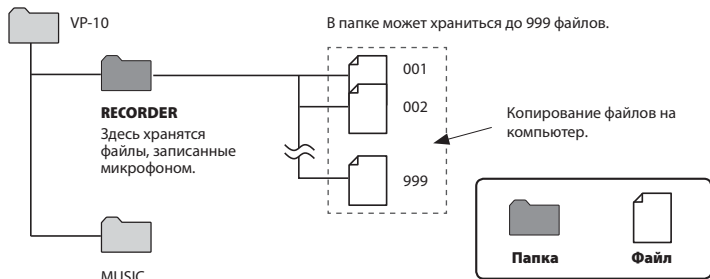 VP-10
В папке может храниться до 999 файлов.
001
002
999
RECORDER
Здесь хранятся
файлы, записанные
микрофоном.
Копирование файлов на
компьютер.
Папка
Файл
MUSIC